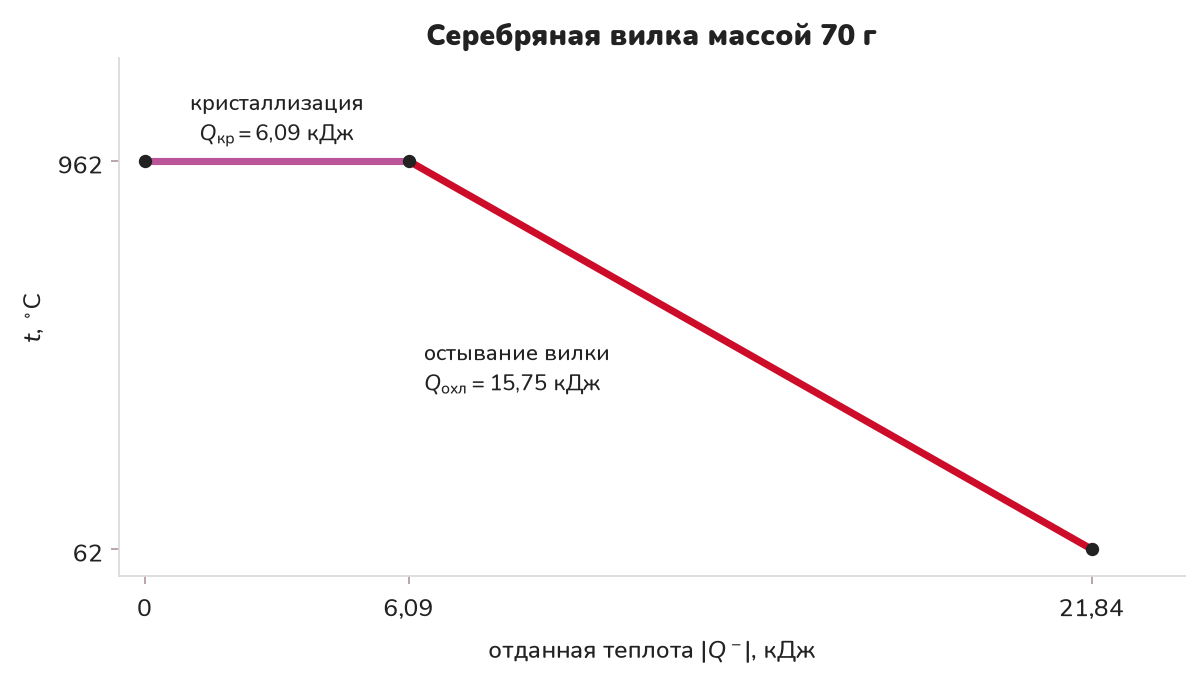 Серебряная вилка массой 70 г
кристаллизация
Qкр = 6,09 кДж
962
t, °C
остывание вилки
Qохл = 15,75 кДж
62
0
6,09
21,84
отданная теплота |Q⁻|, кДж